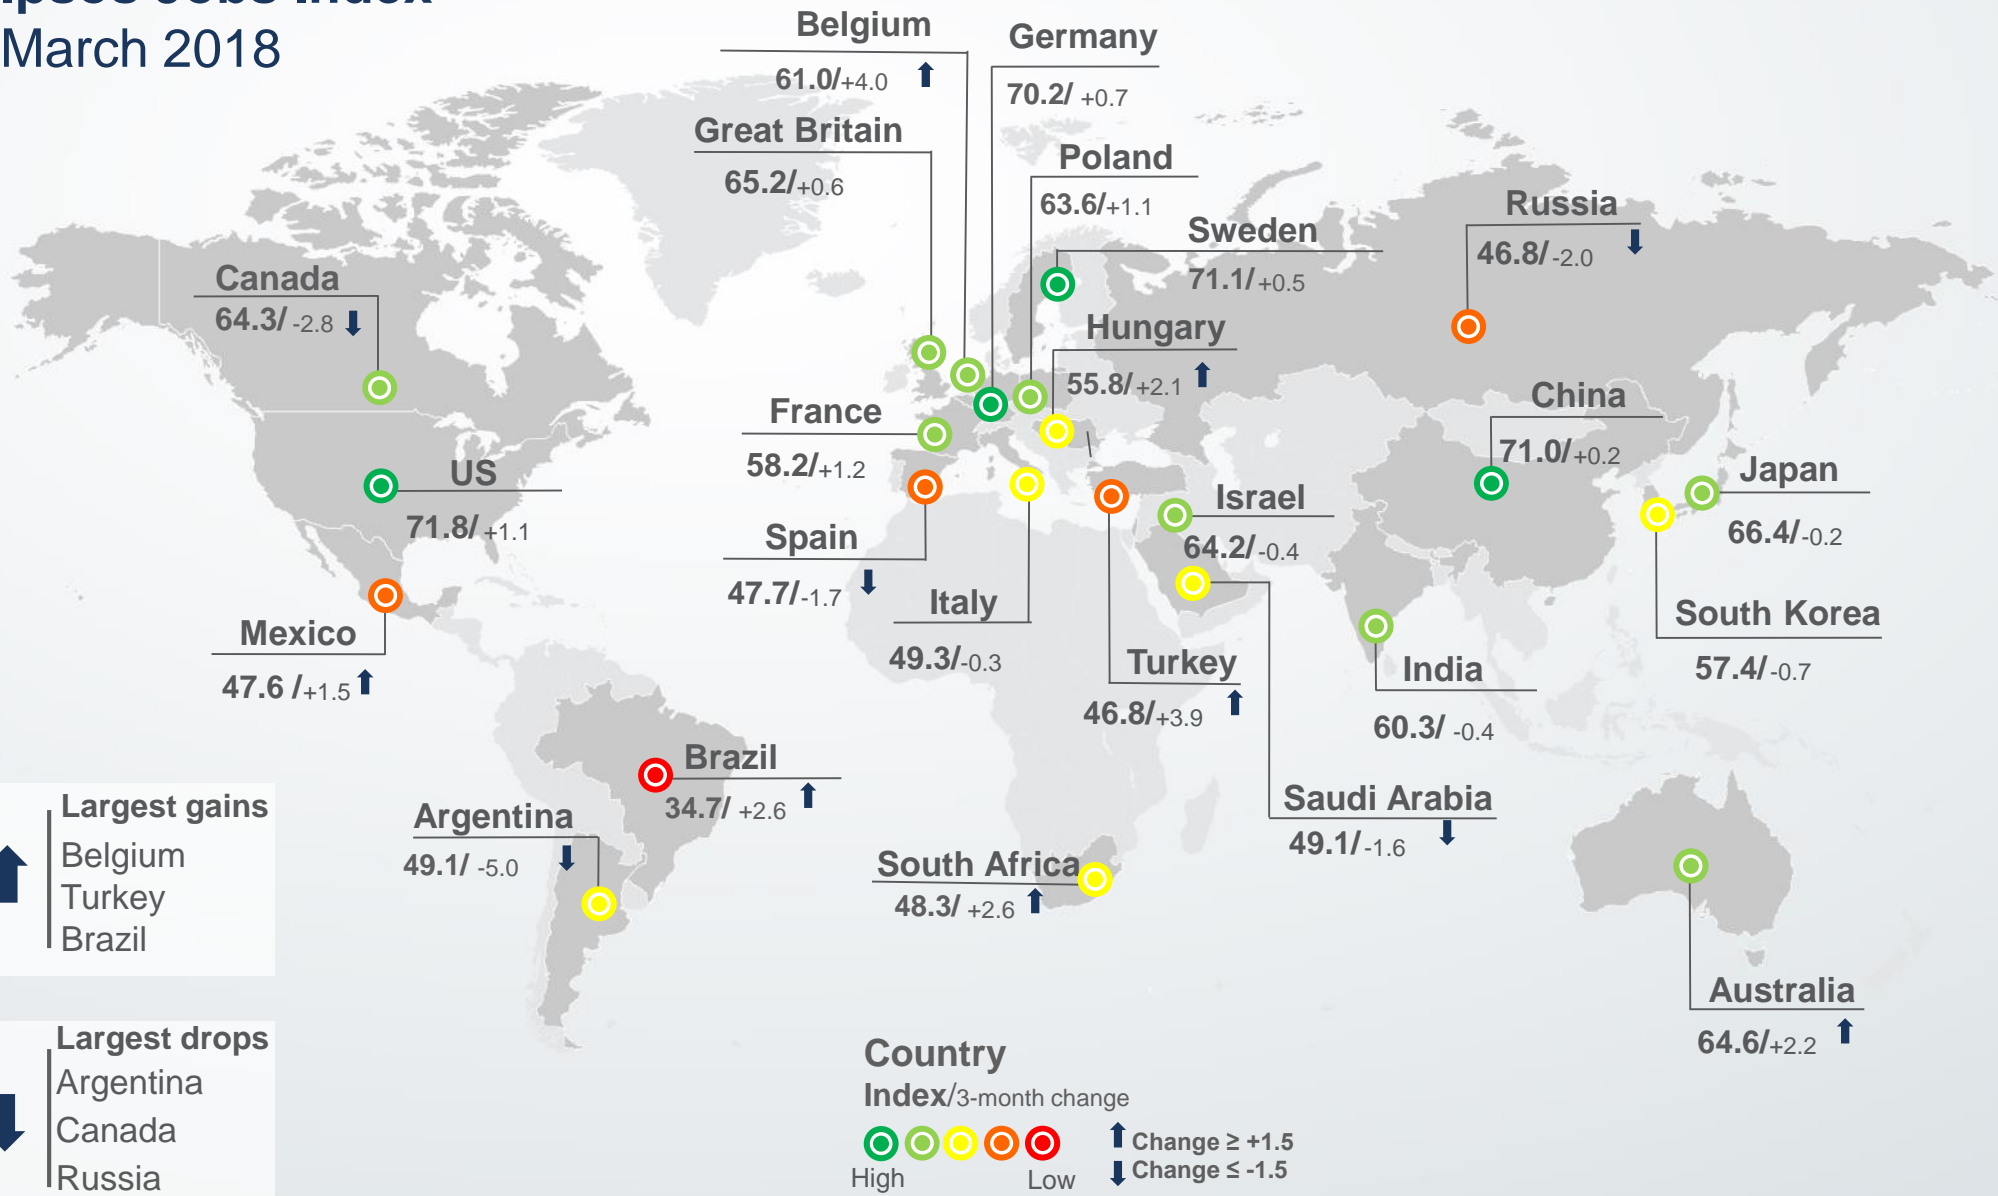 Ipsos Jobs Index
March 2018
Belgium
61.0/+4.0
Germany
70.2/ +0.7
Great Britain
65.2/+0.6
Poland
63.6/+1.1
Sweden
71.1/+0.5
Russia
46.8/-2.0
Canada
64.3/ -2.8
Hungary
55.8/+2.1
China
71.0/+0.2
France
58.2/+1.2
US
71.8/+1.1
Japan
66.4/-0.2
Israel
64.2/-0.4
Spain
47.7/-1.7
Italy
49.3/-0.3
South Korea
57.4/-0.7
Mexico
47.6 /+1.5
Turkey
46.8/+3.9
India
60.3/ -0.4
Brazil
34.7/ +2.6
Saudi Arabia
49.1/-1.6
Argentina
49.1/ -5.0
South Africa
48.3/ +2.6
Australia
64.6/+2.2
Largest gains
Belgium
Turkey
Brazil
Largest drops
Argentina
Canada
Russia
Country
Index/3-month change
High
Low
Change ≥ +1.5
Change ≤ -1.5